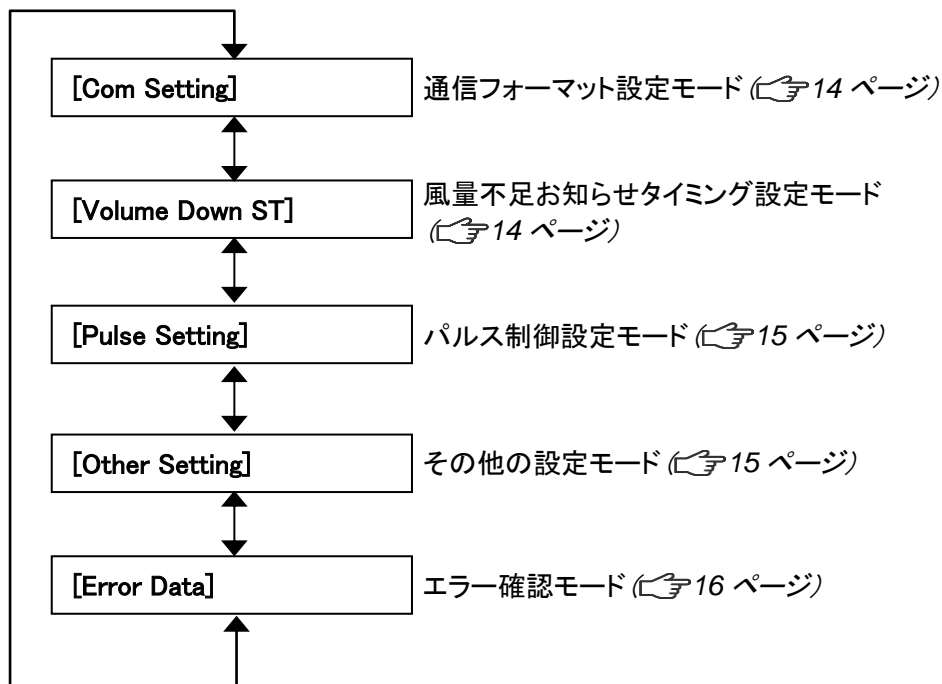 [Com Setting] 通信フォーマット設定モード(☞14 ページ)
[Volume Down ST] 風量不足お知らせタイミング設定モード
(☞14 ページ)
[Pulse Setting] パルス制御設定モード(☞15 ページ)
[Other Setting] その他の設定モード(☞15 ページ)
[Error Data] エラー確認モード(☞16 ページ)